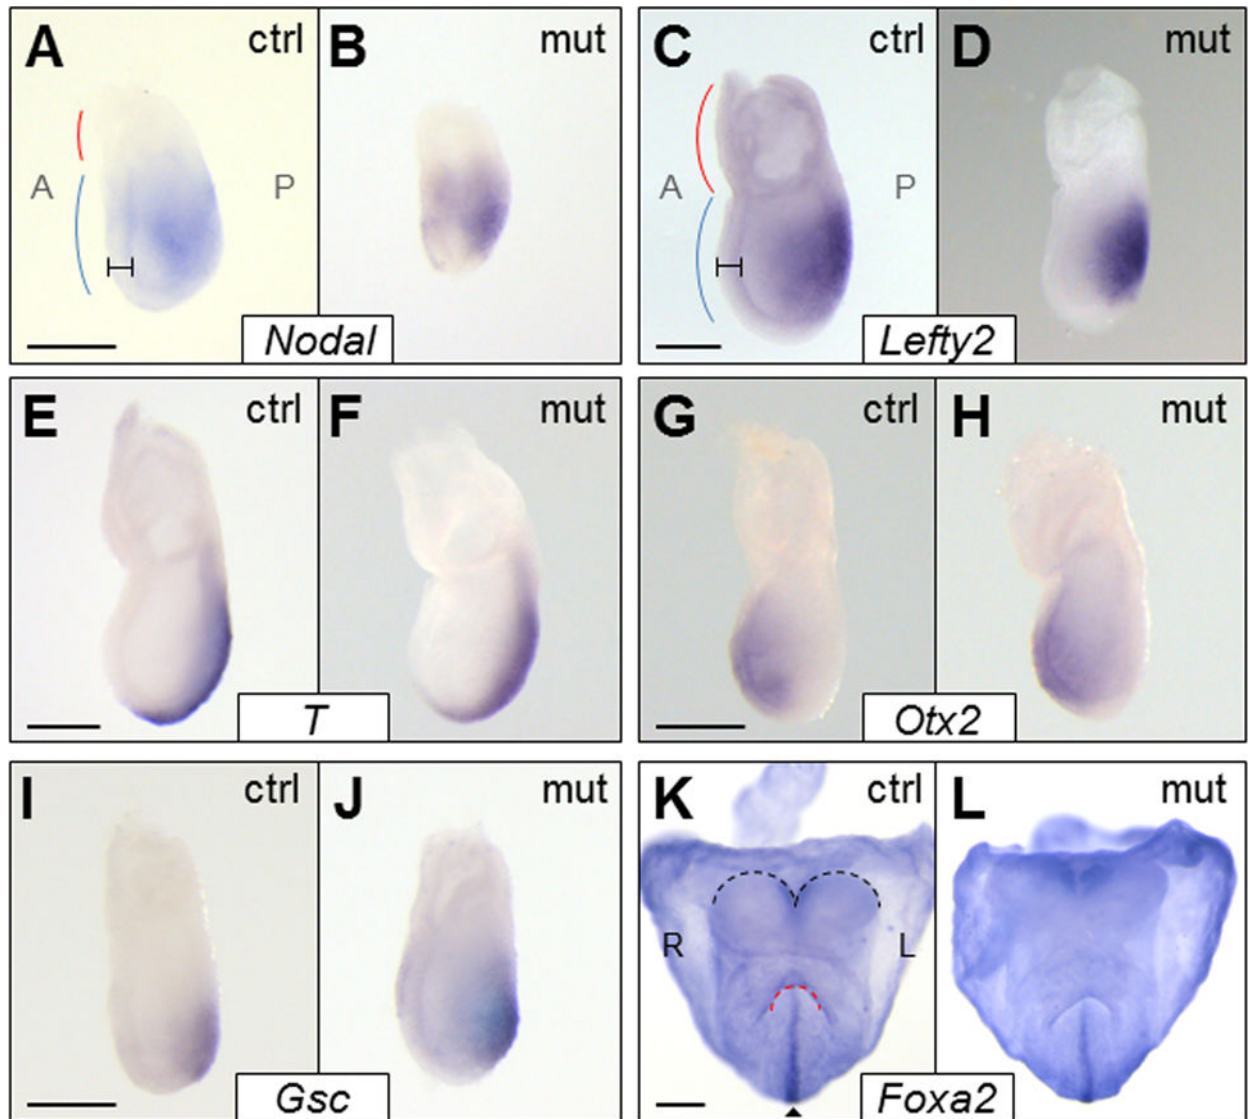 A ctrl B mut C ctrl D mut
A P A P
Nodal Lefty2
E ctrl F mut G ctrl H mut
T Otx2
I ctrl J mut K ctrl L mut
R L
Gsc Foxa2